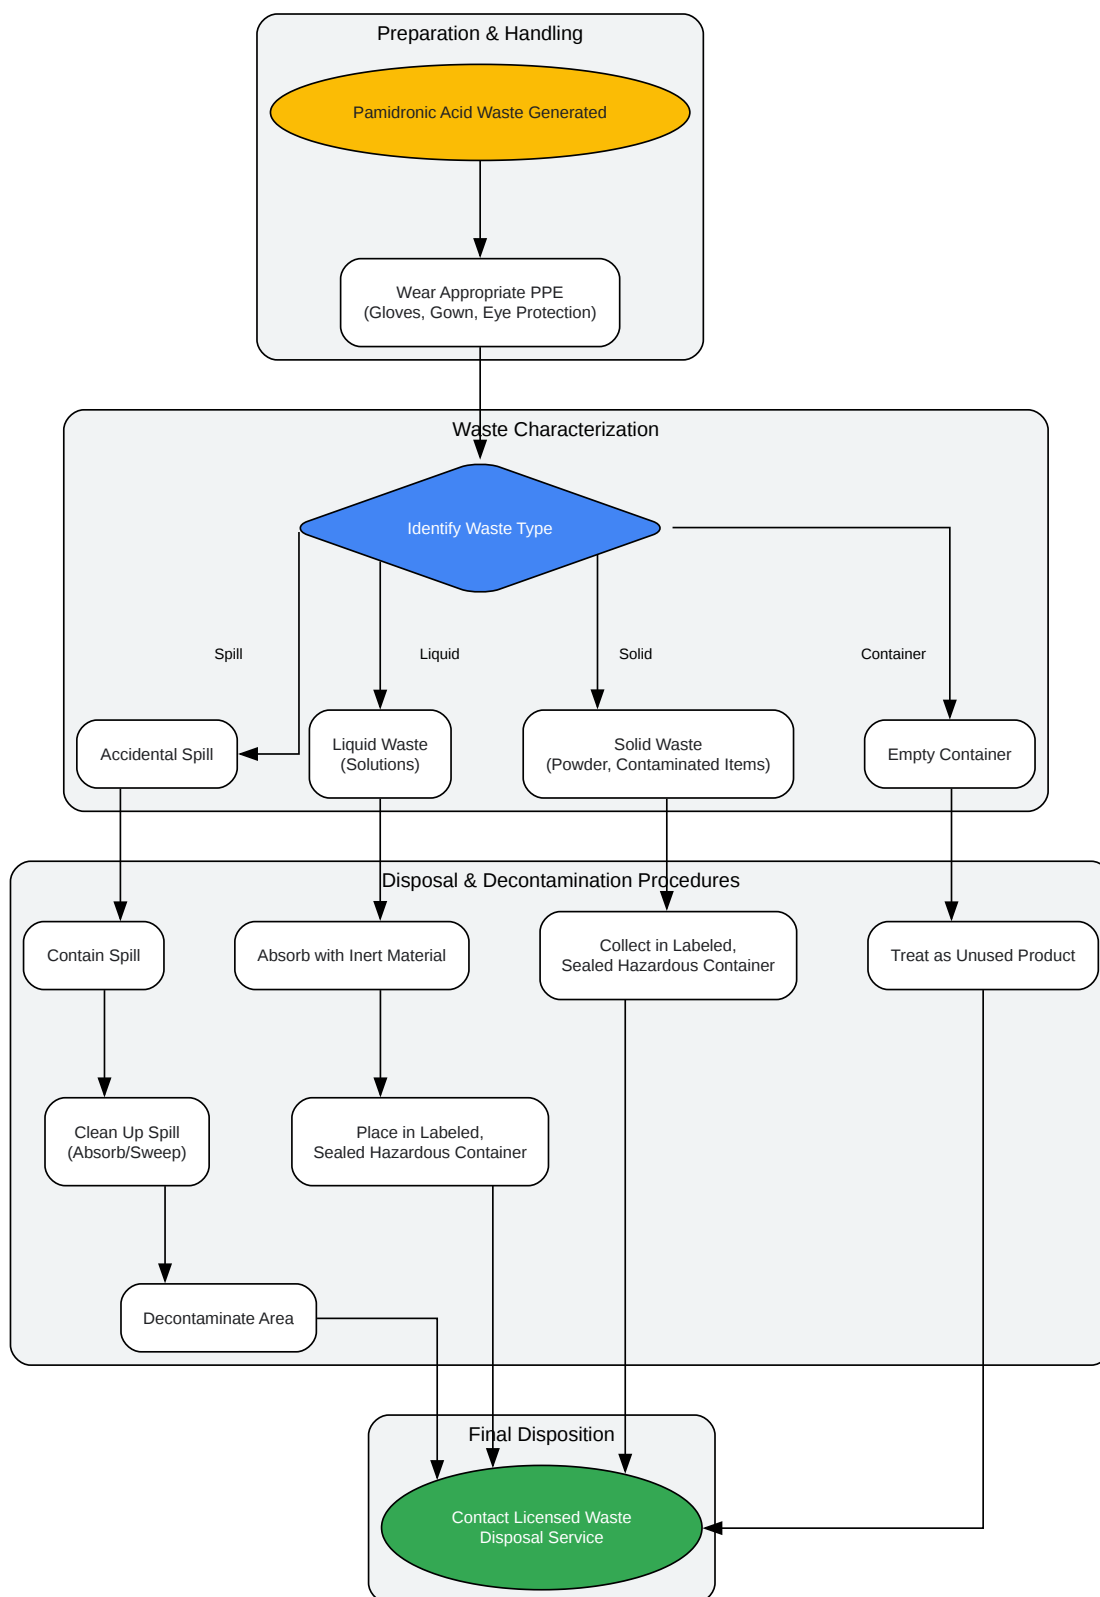 Preparation & Handling
Pamidronic Acid Waste Generated
Wear Appropriate PPE
(Gloves, Gown, Eye Protection)
Waste Characterization
Identify Waste Type
Spill
Liquid
Solid
Container
Accidental Spill
Liquid Waste
(Solutions)
Solid Waste
(Powder, Contaminated Items)
Empty Container
Disposal & Decontamination Procedures
Contain Spill
Absorb with Inert Material
Collect in Labeled,
Sealed Hazardous Container
Treat as Unused Product
Clean Up Spill
(Absorb/Sweep)
Place in Labeled,
Sealed Hazardous Container
Decontaminate Area
Final Disposition
Contact Licensed Waste
Disposal Service